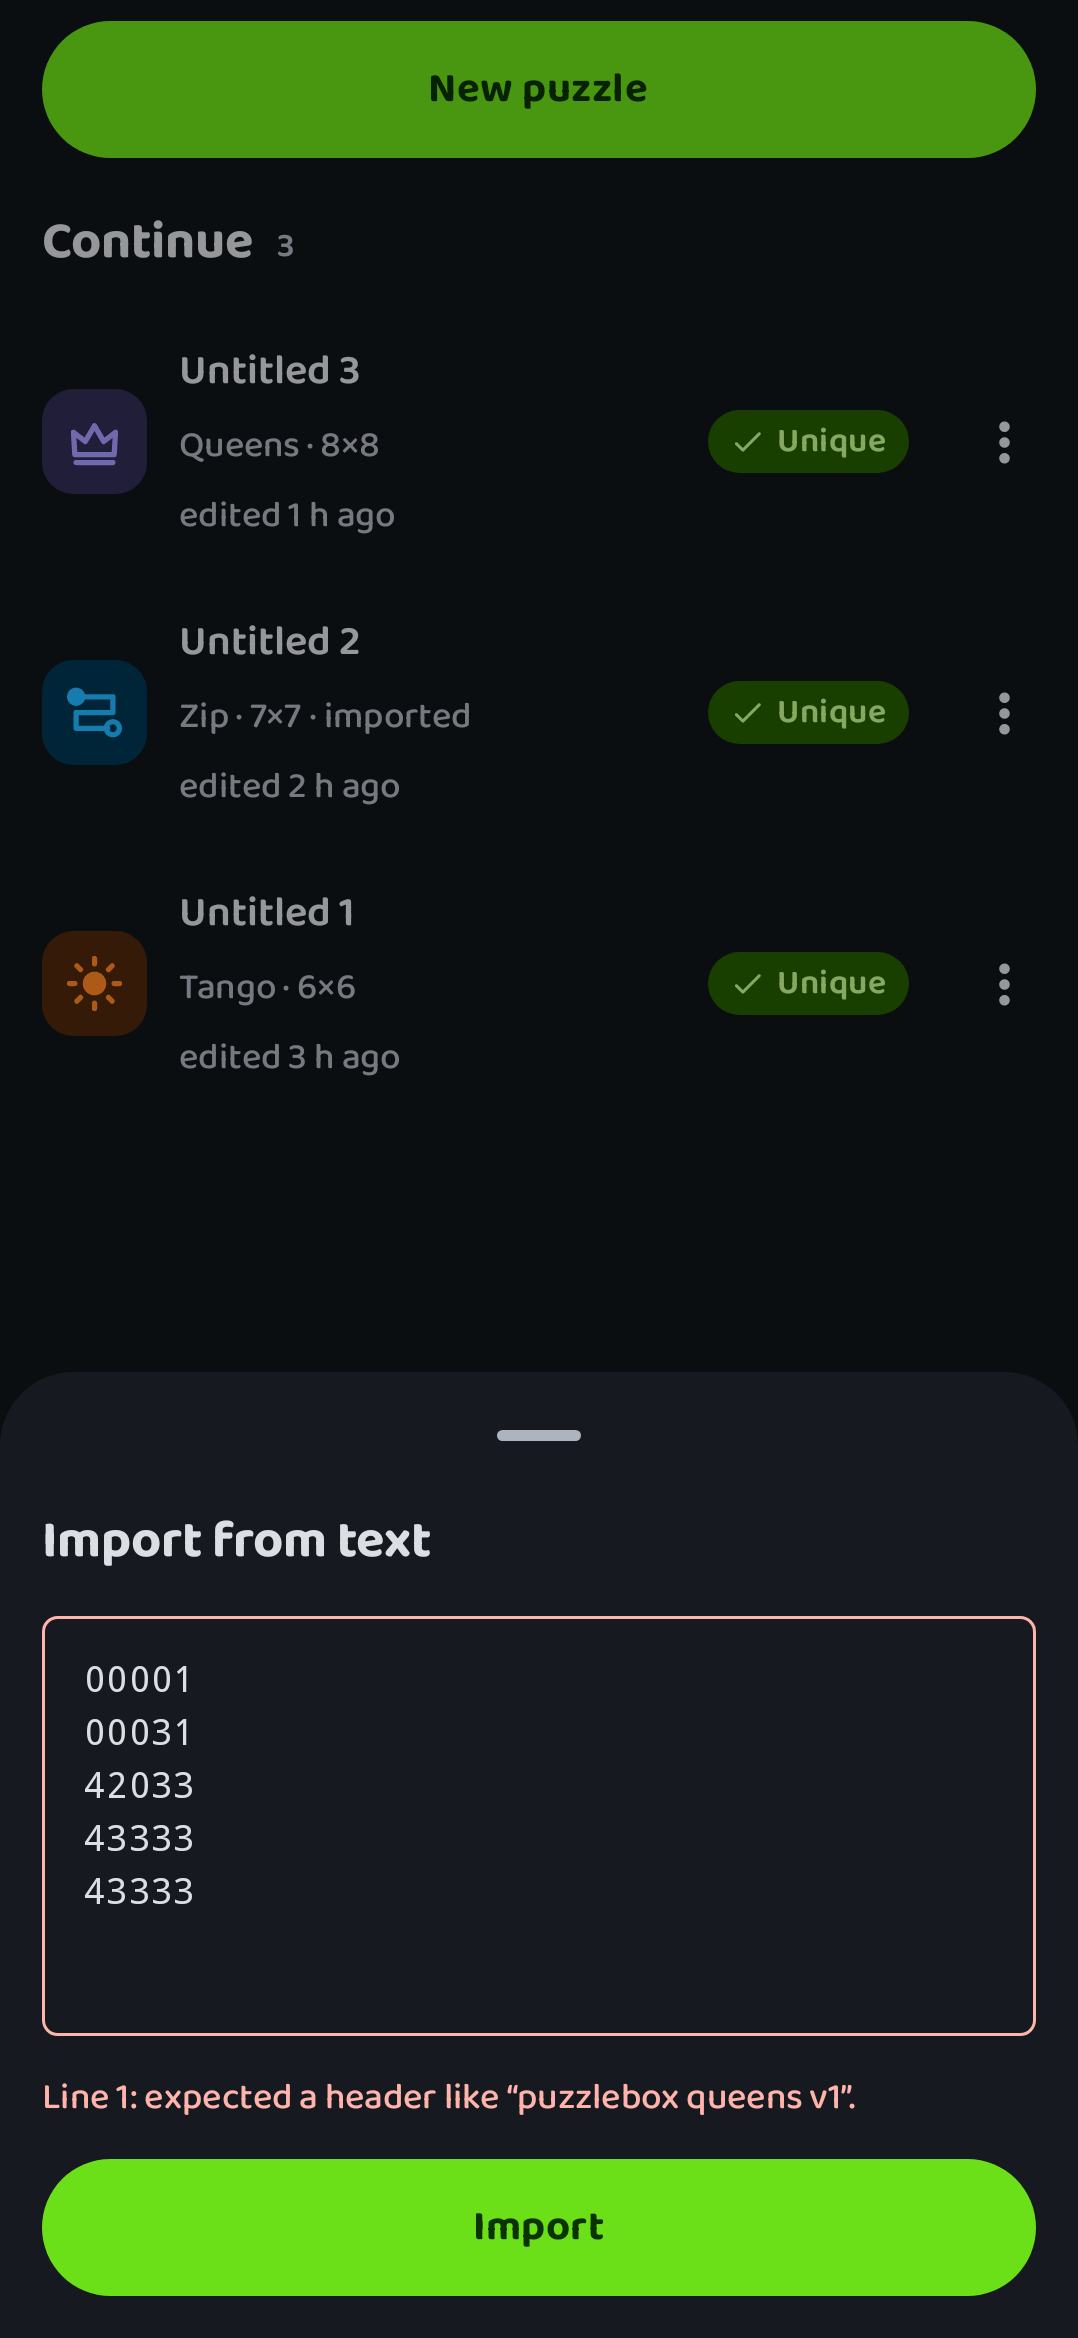 New puzzle
Continue 3
Untitled 3
Queens · 8×8
Unique
edited 1 h ago
Untitled 2
Zip · 7×7 · imported
Unique
edited 2 h ago
Untitled 1
Tango · 6×6
Unique
edited 3 h ago
Import from text
00001
00031
42033
43333
43333
Line 1: expected a header like “puzzlebox queens v1”.
Import